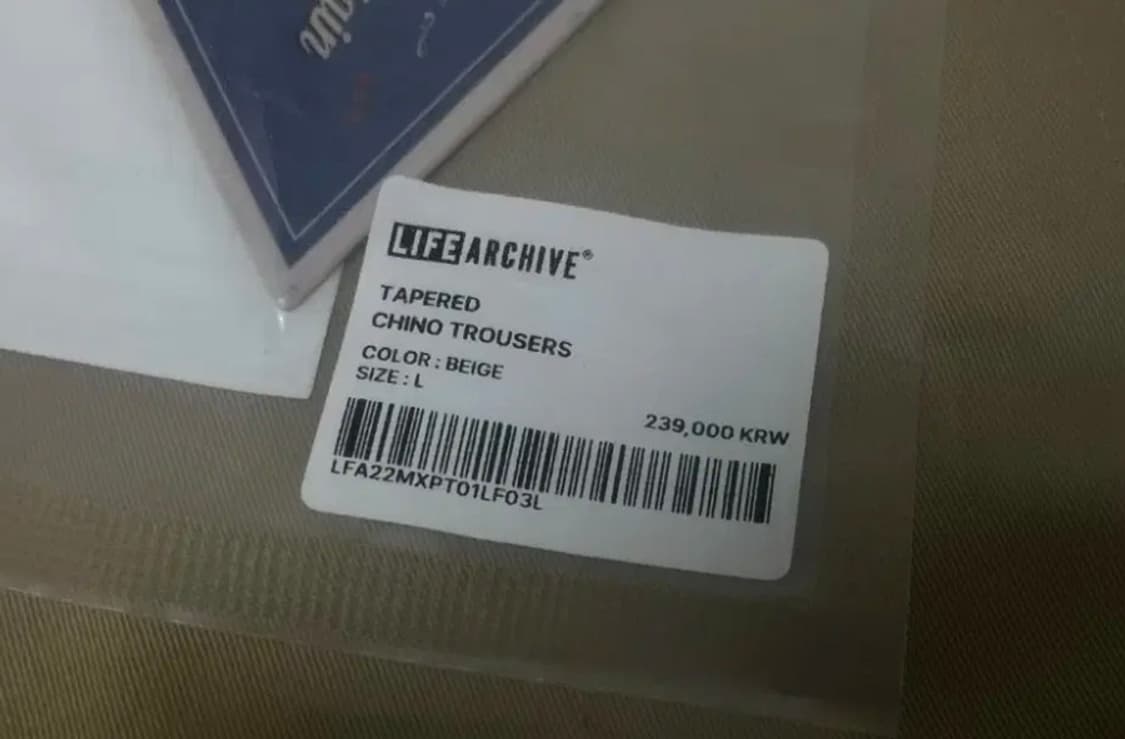 LIFEARCHIVE®
TAPERED
CHINO TROUSERS
COLOR : BEIGE
SIZE : L
239,000 KRW
LFA22MXPT01LF03L